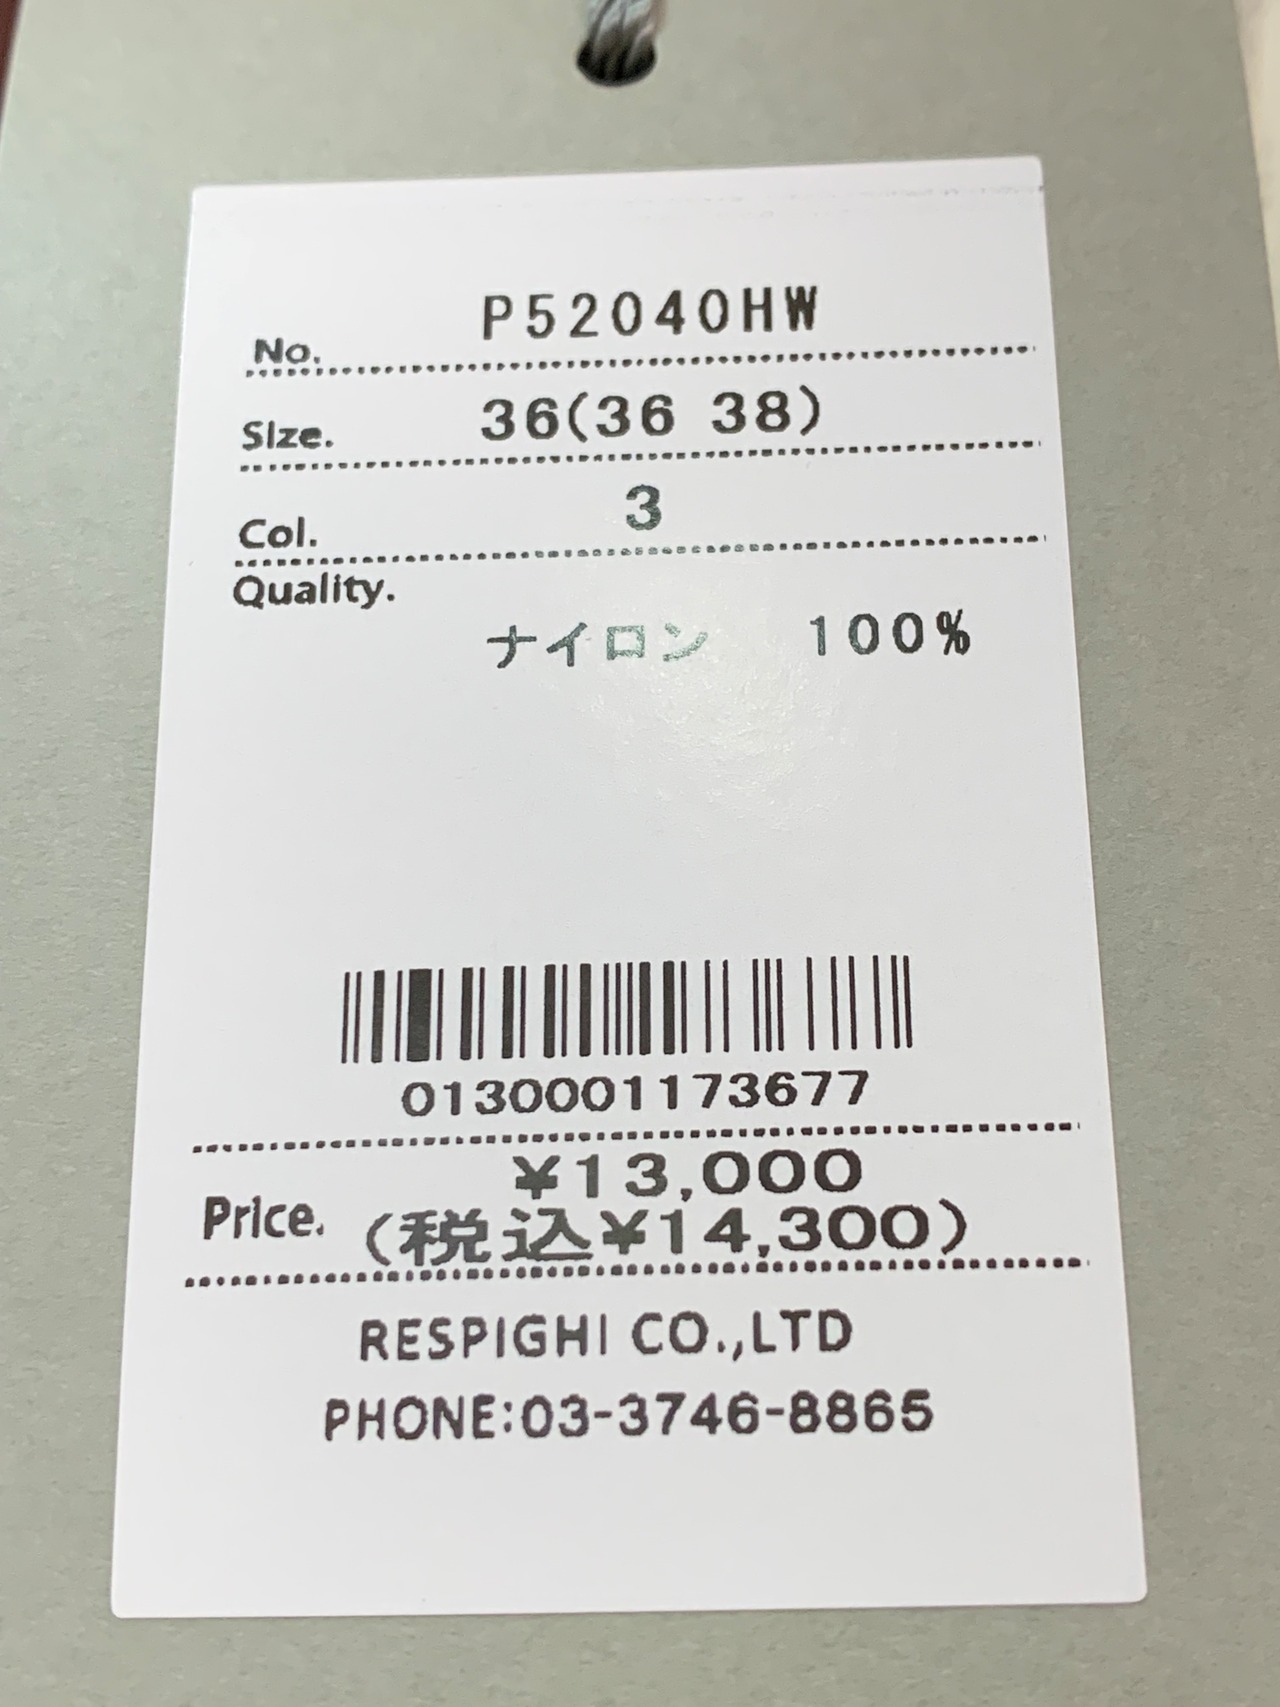 No. P52040HW
Size. 36(36 38)
Col. 3
Quality.
ナイロン 100%
0130001173677
¥13,000
Price. (税込¥14,300)
RESPIGHI CO.,LTD
PHONE:03-3746-8865